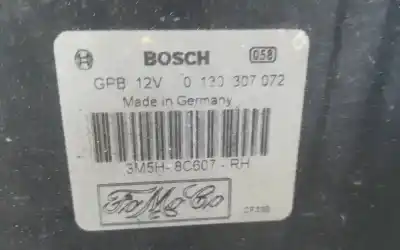 BOSCH 058
GPB 12V 0 130 307 072
Made in Germany
3M5H-8C607-RH
FoMoCo